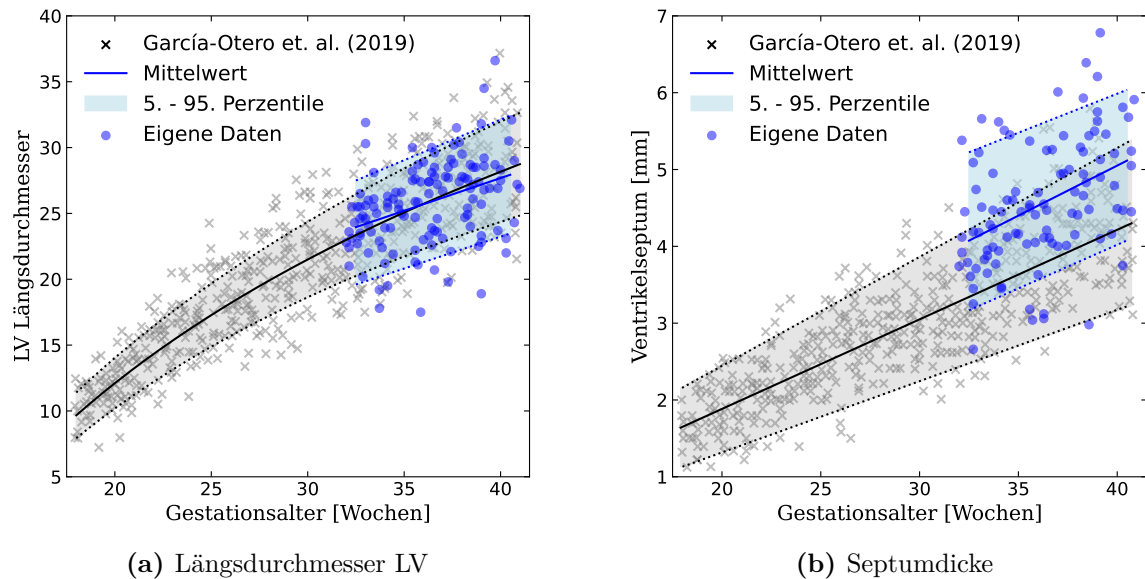 40
35
30
25
20
15
10
5
LV Längsdurchmesser
García-Otero et. al. (2019)
Mittelwert
5. - 95. Perzentile
Eigene Daten
20 25 30 35 40
Gestationsalter [Wochen]
(a) Längsdurchmesser LV
7
6
5
4
3
2
1
Ventrikelseptum [mm]
García-Otero et. al. (2019)
Mittelwert
5. - 95. Perzentile
Eigene Daten
20 25 30 35 40
Gestationsalter [Wochen]
(b) Septumdicke